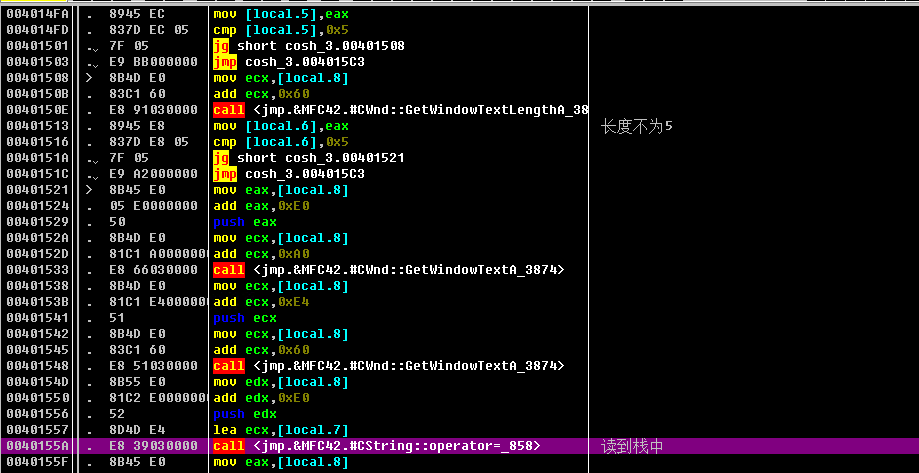 004014FA . 8945 EC mov [local.5],eax
004014FD . 837D EC 05 cmp [local.5],0x5
00401501 .v 7F 05 jg short cosh_3.00401508
00401503 .v E9 BB000000 jmp cosh_3.004015C3
00401508 > 8B4D E0 mov ecx,[local.8]
0040150B . 83C1 60 add ecx,0x60
0040150E . E8 91030000 call <jmp.&MFC42.#CWnd::GetWindowTextLengthA_38
00401513 . 8945 E8 mov [local.6],eax 长度不为5
00401516 . 837D E8 05 cmp [local.6],0x5
0040151A .v 7F 05 jg short cosh_3.00401521
0040151C .v E9 A2000000 jmp cosh_3.004015C3
00401521 > 8B45 E0 mov eax,[local.8]
00401524 . 05 E0000000 add eax,0xE0
00401529 . 50 push eax
0040152A . 8B4D E0 mov ecx,[local.8]
0040152D . 81C1 A0000000 add ecx,0xA0
00401533 . E8 66030000 call <jmp.&MFC42.#CWnd::GetWindowTextA_3874>
00401538 . 8B4D E0 mov ecx,[local.8]
0040153B . 81C1 E4000000 add ecx,0xE4
00401541 . 51 push ecx
00401542 . 8B4D E0 mov ecx,[local.8]
00401545 . 83C1 60 add ecx,0x60
00401548 . E8 51030000 call <jmp.&MFC42.#CWnd::GetWindowTextA_3874>
0040154D . 8B55 E0 mov edx,[local.8]
00401550 . 81C2 E0000000 add edx,0xE0
00401556 . 52 push edx
00401557 . 8D4D E4 lea ecx,[local.7]
0040155A . E8 39030000 call <jmp.&MFC42.#CString::operator=_858> 读到栈中
0040155F . 8B45 E0 mov eax,[local.8]